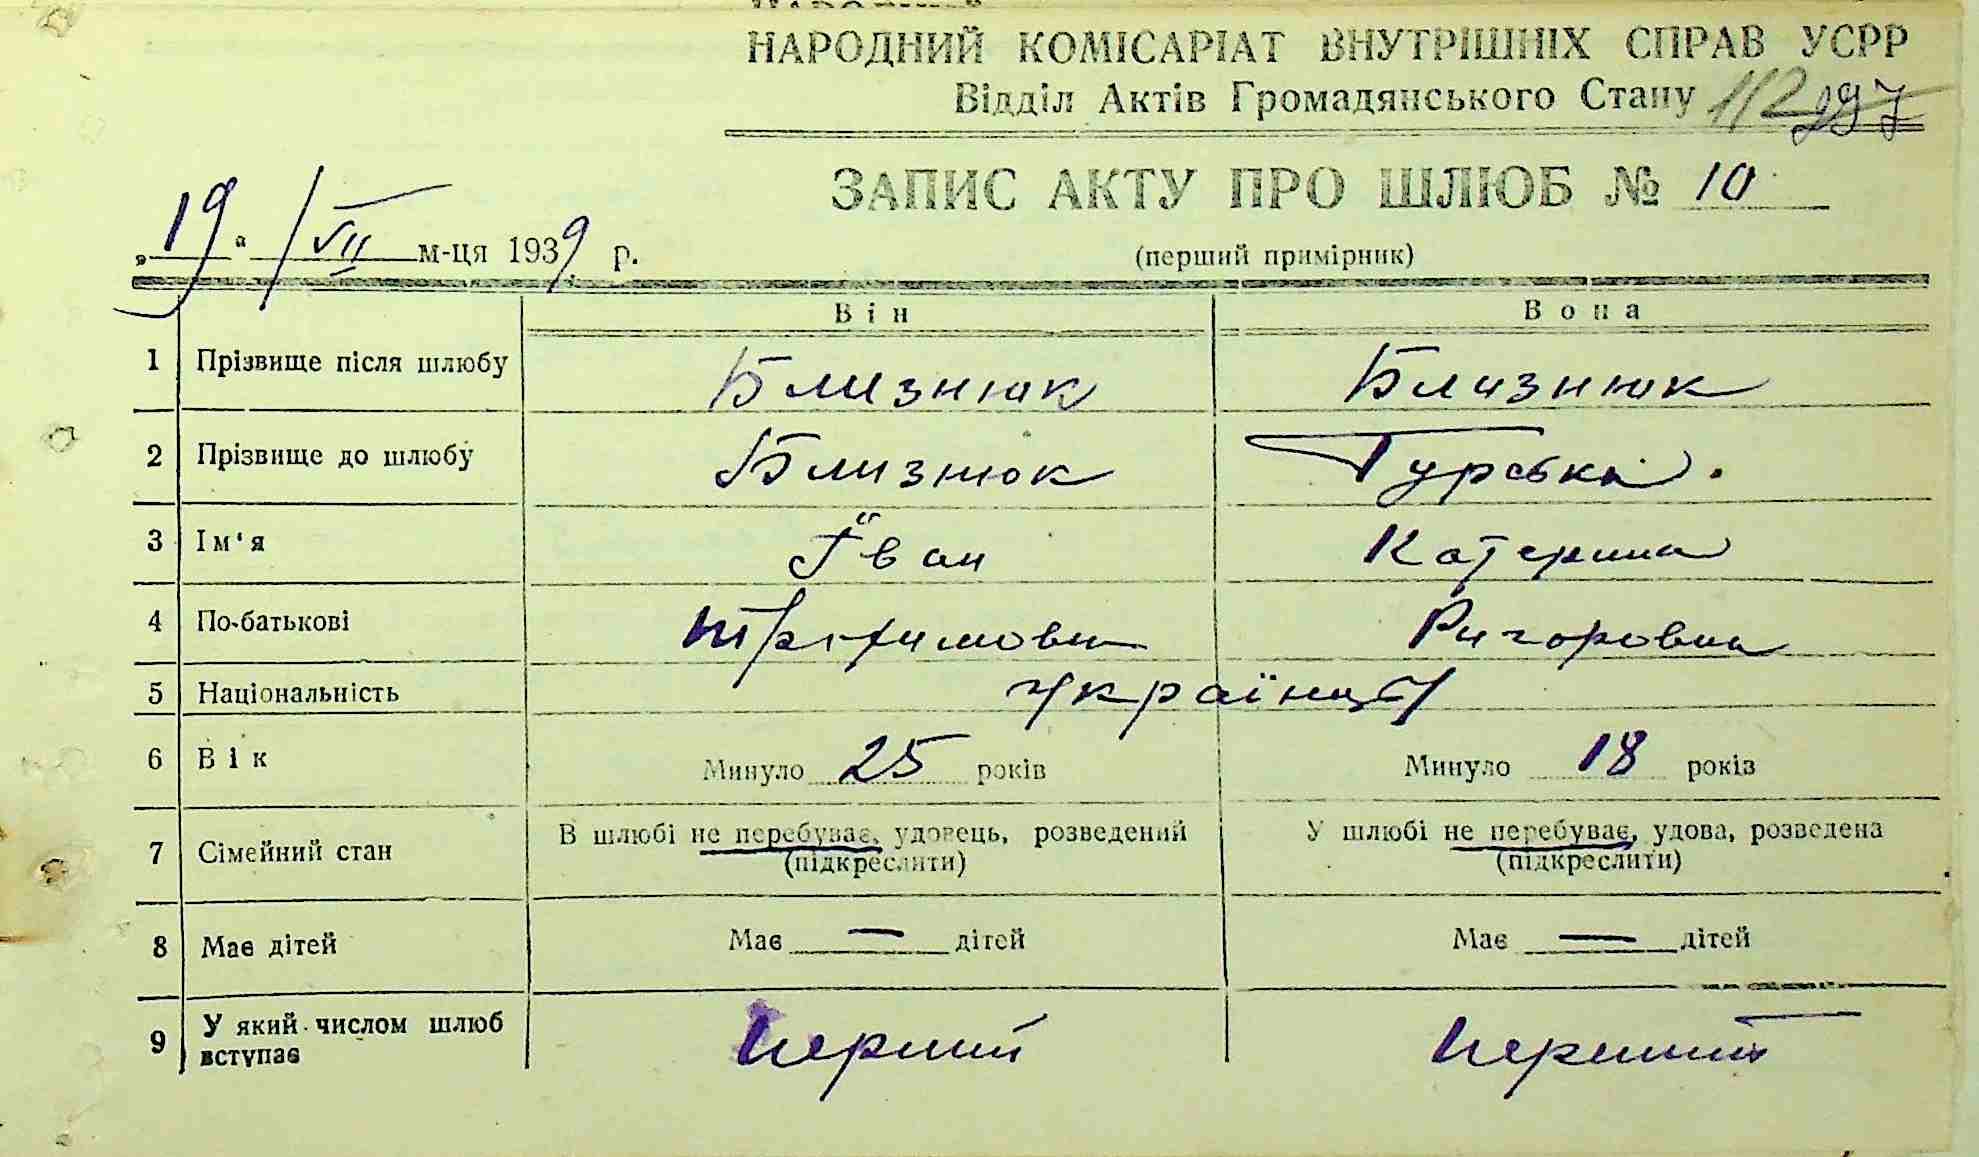 НАРОДНИЙ КОМІСАРІАТ ВНУТРІШНІХ СПРАВ УСРР
Відділ Актів Громадянського Стану 112 297
ЗАПИС АКТУ ПРО ШЛЮБ № 10
„19“ /VII м-ця 1939 р.
(перший примірник)
Він Вона
1 Прізвище після шлюбу Близнюк Близнюк
2 Прізвище до шлюбу Близнюк Гурська.
3 Ім'я Іван Катерина
4 По-батькові Ригоровна
5 Національність українці
6 Вік Минуло 25 років Минуло 18 років
7 Сімейний стан В шлюбі не перебуває, удовець, розведений У шлюбі не перебуває, удова, розведена
(підкреслити) (підкреслити)
8 Має дітей Має — дітей Має — дітей
9 У який числом шлюб вступає перший перший